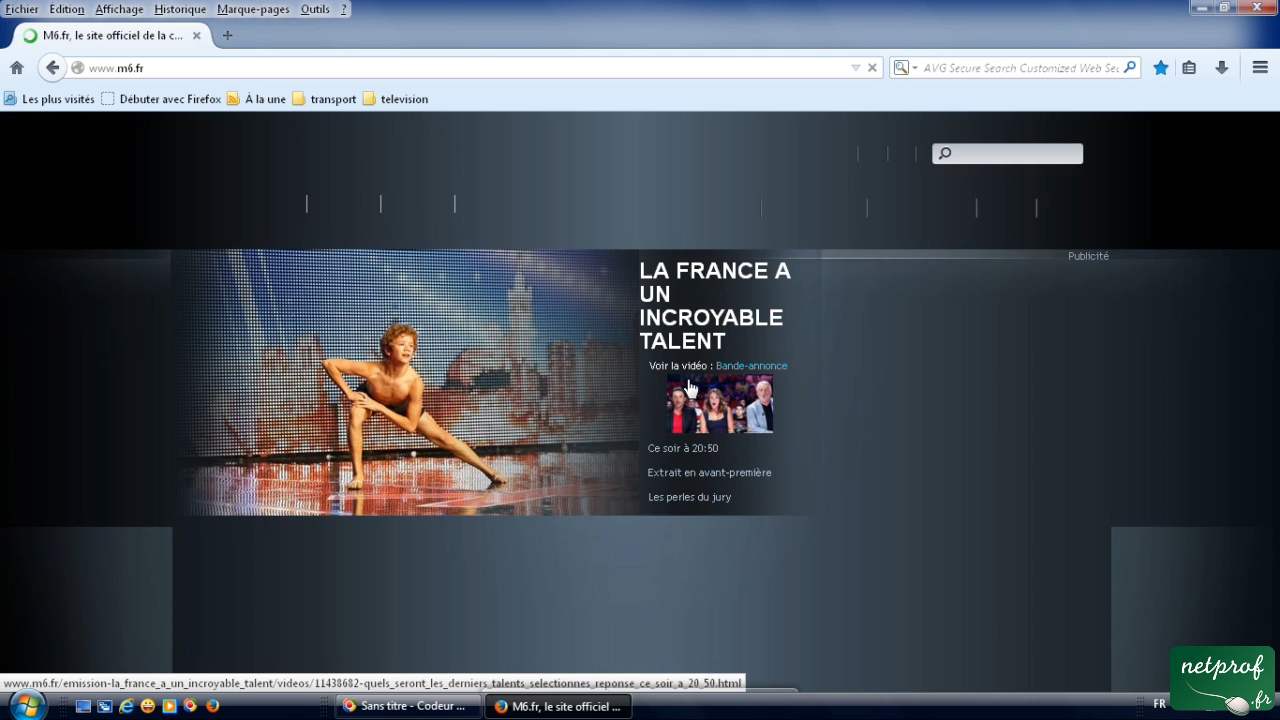 Fichier Edition Affichage Historique Marque-pages Outils ?
M6.fr, le site officiel de la c...
www.m6.fr
AVG Secure Search Customized Web Sec
Les plus visités Débuter avec Firefox À la une transport television
Publicité
LA FRANCE A
UN
INCROYABLE
TALENT
Voir la vidéo : Bande-annonce
Ce soir à 20:50
Extrait en avant-première
Les perles du jury
www.m6.fr/emission-la_france_a_un_incroyable_talent/videos/11438682-quels_seront_les_derniers_talents_selectionnes_reponse_ce_soir_a_20_50.html
netprof
.fr
Sans titre - Codeur ...
M6.fr, le site officiel ...
FR